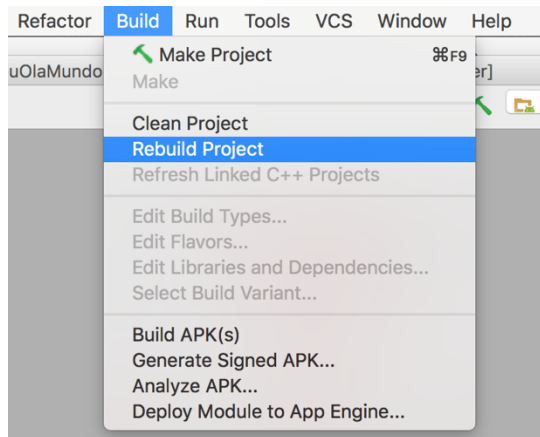 Refactor Build Run Tools VCS Window Help
uOlaMundo
er]
Make Project ⌘F9
Make
Clean Project
Rebuild Project
Refresh Linked C++ Projects
Edit Build Types...
Edit Flavors...
Edit Libraries and Dependencies...
Select Build Variant...
Build APK(s)
Generate Signed APK...
Analyze APK...
Deploy Module to App Engine...